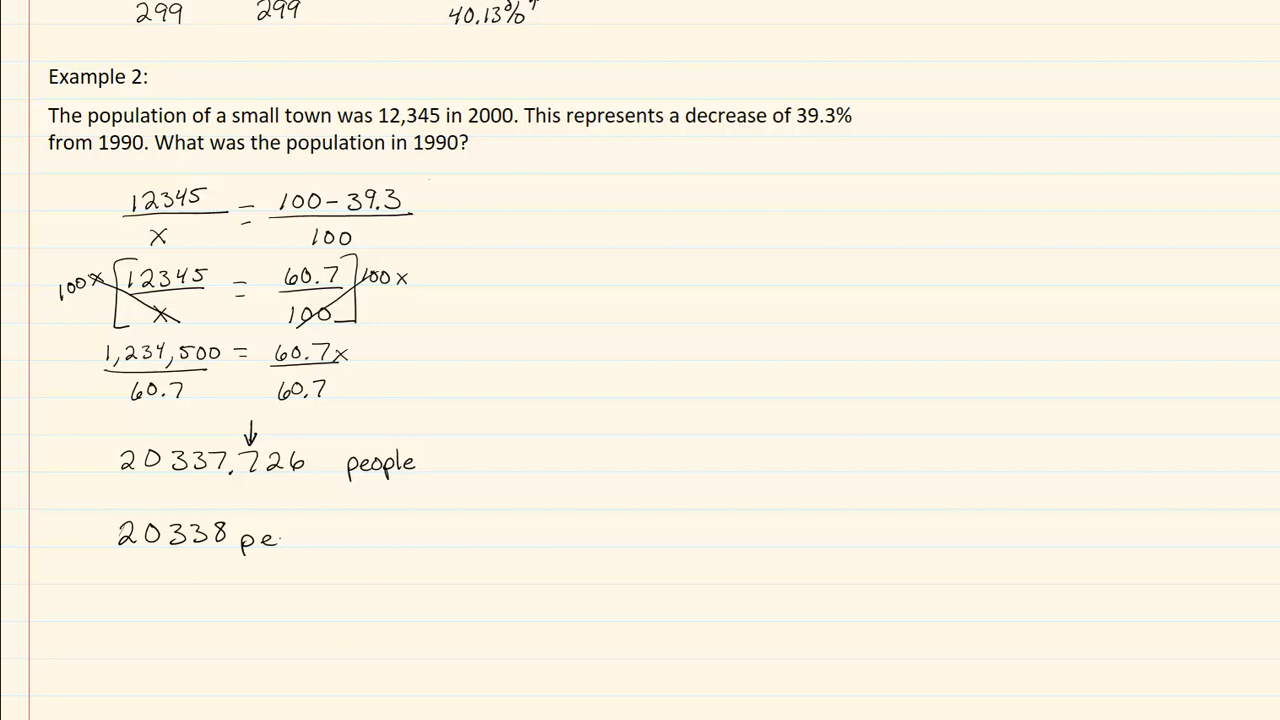 299 299 40.13% ↑
Example 2:
The population of a small town was 12,345 in 2000. This represents a decrease of 39.3%
from 1990. What was the population in 1990?
12345 = 100 - 39.3
x 100
100x [ 12345 = 60.7 ] 100x
x 100
1,234,500 = 60.7x
60.7 60.7
↓
20337.726 people
20338 pe